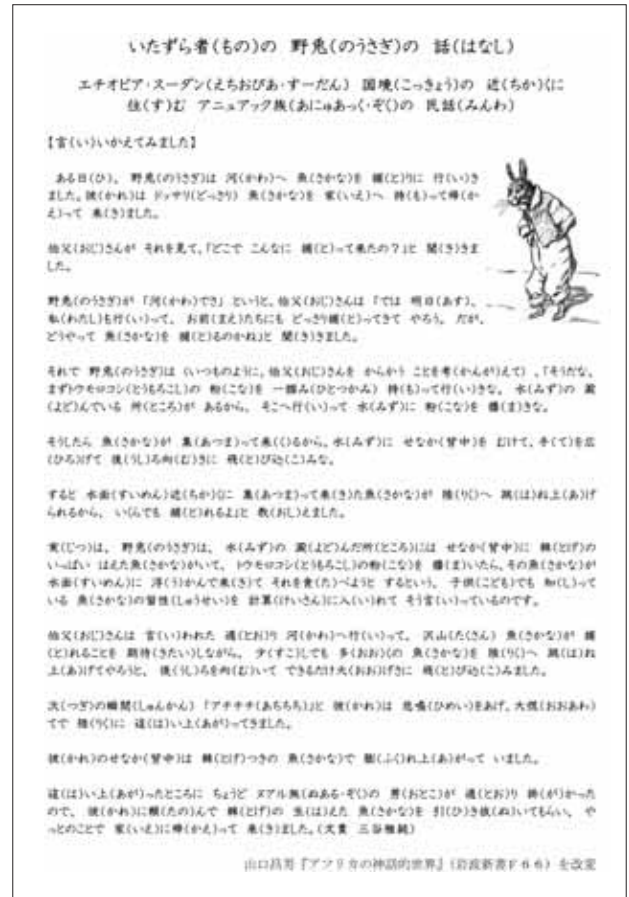 いたずら者(もの)の 野兎(のうさぎ)の 話(はなし)
エチオピア・スーダン(えちおぴあ・すーだん) 国境(こっきょう)の 近(ちか)くに
住(す)む アニュアック族(あにゅあっく・ぞく)の 民話(みんわ)
【言(い)いかえてみました】
ある日(ひ)、 野兎(のうさぎ)は 河(かわ)へ 魚(さかな)を 捕(と)りに 行(い)き
ました。彼(かれ)は ドッサリ(どっさり) 魚(さかな)を 家(いえ)へ 持(も)って帰(か
え)って 来(き)ました。
伯父(おじ)さんが それを見て、「どこで こんなに 捕(と)って来たの?」と 聞(き)きま
した。
野兎(のうさぎ)が 「河(かわ)でさ」 というと、伯父(おじ)さんは 「では 明日(あす)、
私(わたし)も行(い)って、 お前(まえ)たちにも どっさり捕(と)ってきて やろう。 だが、
どうやって 魚(さかな)を 捕(と)るのかね」と 聞(き)きました。
それで 野兎(のうさぎ)は (いつものように、伯父(おじ)さんを からかう ことを考(かんが)えて) 、「そうだな、
まずトウモロコシ(とうもろこし)の 粉(こな)を 一掴み(ひとつかみ) 持(も)って行(い)きな。 水(みず)の 澱
(よど)んでいる 所(ところ)が あるから、 そこへ行(い)って 水(みず)に 粉(こな)を 播(ま)きな。
そうしたら 魚(さかな)が 集(あつま)って来(く)るから、水(みず)に せなか(背中)を むけて、手(て)を広
(ひろ)げて 後(うし)ろ向(む)きに 飛(と)び込(こ)みな。
すると 水面(すいめん)近(ちか)くに 集(あつま)って来(き)た魚(さかな)が 陸(りく)へ 跳(は)ね上(あ)げ
られるから、 いくらでも 捕(と)れるよ」と 教(おし)えました。
実(じつ)は、 野兎(のうさぎ)は、 水(みず)の 澱(よど)んだ所(ところ)には せなか(背中)に 棘(とげ)の
いっぱい はえた魚(さかな)がいて、 トウモロコシ(とうもろこし)の粉(こな)を 播(ま)いたら、その魚(さかな)が
水面(すいめん)に 浮(う)かんで来(き)て それを食(た)べようと するという、 子供(こども)でも 知(し)って
いる 魚(さかな)の習性(しゅうせい)を 計算(けいさん)に入(い)れて そう言(い)っているのです。
伯父(おじ)さんは 言(い)われた 通(とお)り 河(かわ)へ行(い)って、 沢山(たくさん) 魚(さかな)が 捕
(と)れることを 期待(きたい)しながら、 少(すこ)しでも 多(おお)くの 魚(さかな)を 陸(りく)へ 跳(は)ね
上(あ)げてやろうと、 後(うし)ろを向(む)いて できるだけ大(おお)げさに 飛(と)び込(こ)みました。
次(つぎ)の瞬間(しゅんかん) 「アチチチ(あちちち)」と 彼(かれ)は 悲鳴(ひめい)をあげ、大慌(おおあわ)
てで 陸(りく)に 這(は)い上(あが)ってきました。
彼(かれ)のせなか(背中)は 棘(とげ)つきの 魚(さかな)で 膨(ふく)れ上(あ)がって いました。
這(は)い上(あが)ったところに ちょうど ヌアル族(ぬある・ぞく)の 男(おとこ)が 通(とお)り 掛(が)かった
ので、 彼(かれ)に頼(たの)んで 棘(とげ)の 生(は)えた 魚(さかな)を 引(ひ)き抜(ぬ)いてもらい、 や
っとのことで 家(いえ)に帰(かえ)って 来(き)ました。(文責 三谷雅純)
山口昌男『アフリカの神話的世界』(岩波新書F66) を改変